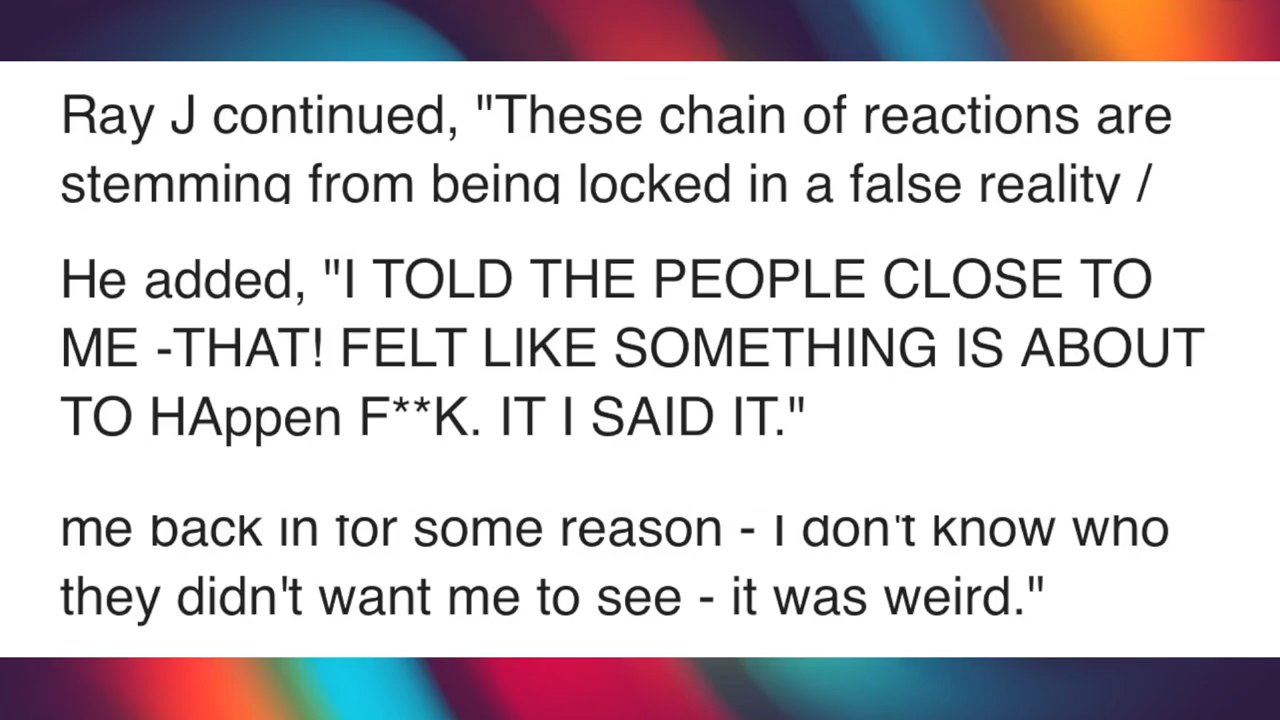 Ray J continued, "These chain of reactions are
stemming from being locked in a false reality /
He added, "I TOLD THE PEOPLE CLOSE TO
ME -THAT! FELT LIKE SOMETHING IS ABOUT
TO HAppen F**K. IT I SAID IT."
me back in for some reason - I don't know who
they didn't want me to see - it was weird."